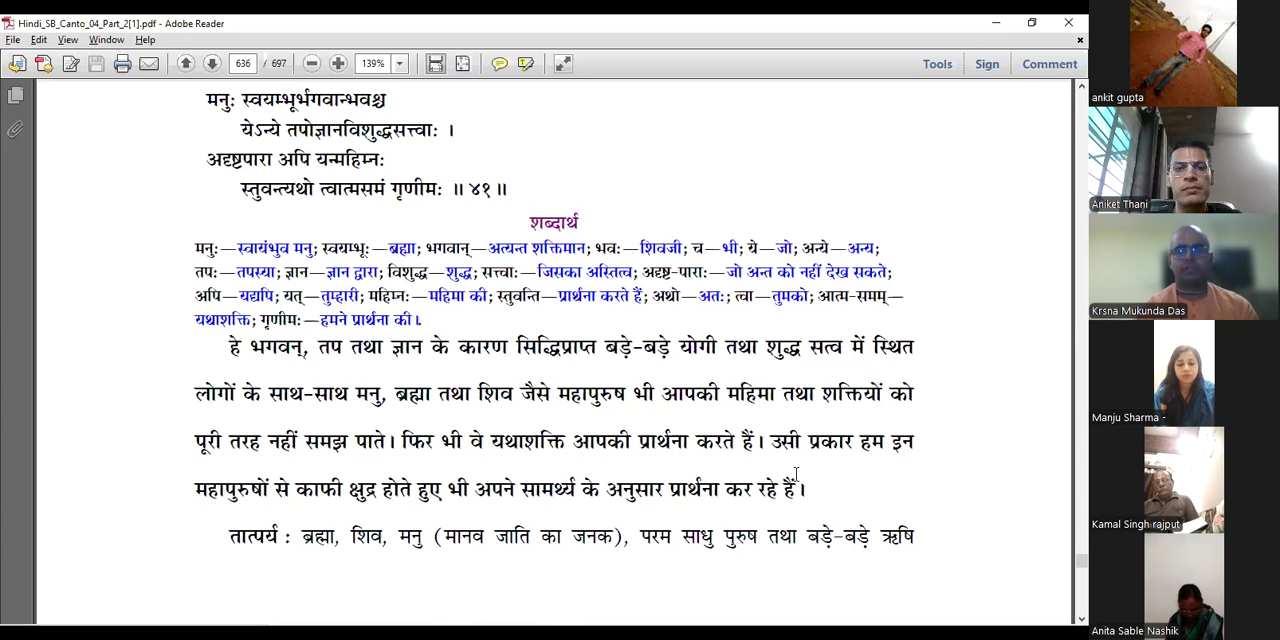 Hindi_SB_Canto_04_Part_2[1].pdf - Adobe Reader
File Edit View Window Help
636 / 697 139% Tools Sign Comment
मनुः स्वयम्भूर्भगवान्भवश्च
येऽन्ये तपोज्ञानविशुद्धसत्त्वाः ।
अदृष्टपारा अपि यन्महिम्नः
स्तुवन्त्यथो त्वात्मसमं गृणीमः ॥ ४१॥
शब्दार्थ
मनुः—स्वायंभुव मनु; स्वयम्भूः—ब्रह्मा; भगवान्—अत्यन्त शक्तिमान; भवः—शिवजी; च—भी; ये—जो; अन्ये—अन्य;
तपः—तपस्या; ज्ञान—ज्ञान द्वारा; विशुद्ध—शुद्ध; सत्त्वाः—जिसका अस्तित्व; अदृष्ट-पाराः—जो अन्त को नहीं देख सकते;
अपि—यद्यपि; यत्—तुम्हारी; महिम्नः—महिमा की; स्तुवन्ति—प्रार्थना करते हैं; अथो—अतः; त्वा—तुमको; आत्म-समम्—
यथाशक्ति; गृणीमः—हमने प्रार्थना की।
हे भगवन्, तप तथा ज्ञान के कारण सिद्धिप्राप्त बड़े-बड़े योगी तथा शुद्ध सत्व में स्थित
लोगों के साथ-साथ मनु, ब्रह्मा तथा शिव जैसे महापुरुष भी आपकी महिमा तथा शक्तियों को
पूरी तरह नहीं समझ पाते। फिर भी वे यथाशक्ति आपकी प्रार्थना करते हैं। उसी प्रकार हम इन
महापुरुषों से काफी क्षुद्र होते हुए भी अपने सामर्थ्य के अनुसार प्रार्थना कर रहे हैं।
तात्पर्य : ब्रह्मा, शिव, मनु (मानव जाति का जनक), परम साधु पुरुष तथा बड़े-बड़े ऋषि
ankit gupta
Aniket Thani
Krsna Mukunda Das
Manju Sharma -
Kamal Singh rajput
Anita Sable Nashik